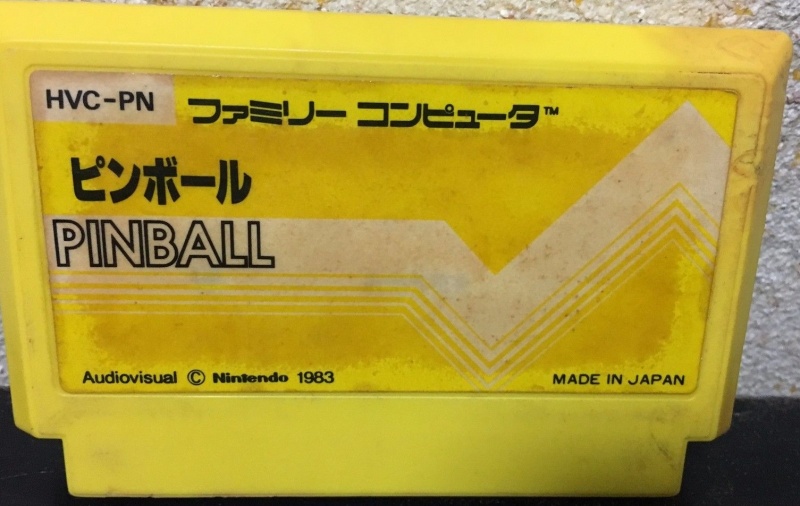 HVC-PN
ファミリー コンピュータ™
ピンボール
PINBALL
Audiovisual © Nintendo 1983
MADE IN JAPAN